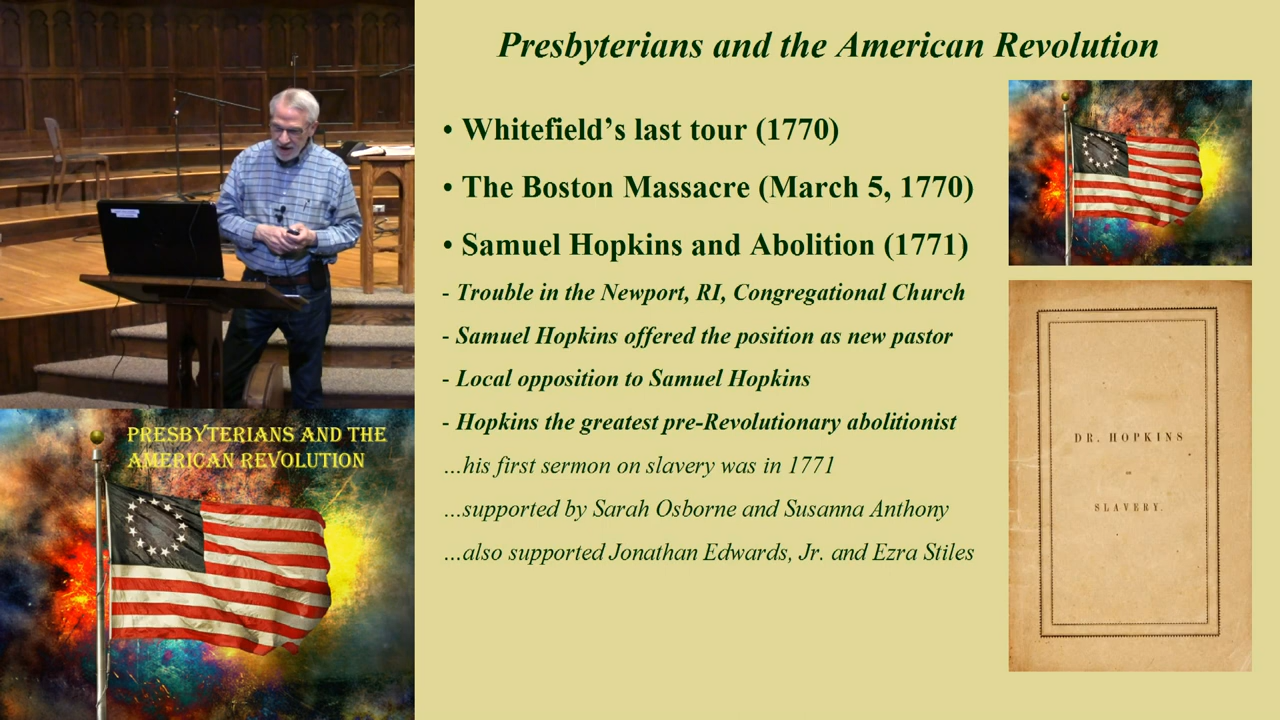 Presbyterians and the American Revolution
• Whitefield’s last tour (1770)
• The Boston Massacre (March 5, 1770)
• Samuel Hopkins and Abolition (1771)
- Trouble in the Newport, RI, Congregational Church
- Samuel Hopkins offered the position as new pastor
- Local opposition to Samuel Hopkins
- Hopkins the greatest pre-Revolutionary abolitionist
...his first sermon on slavery was in 1771
...supported by Sarah Osborne and Susanna Anthony
...also supported Jonathan Edwards, Jr. and Ezra Stiles
PRESBYTERIANS AND THE
AMERICAN REVOLUTION
DR. HOPKINS
ON
SLAVERY.